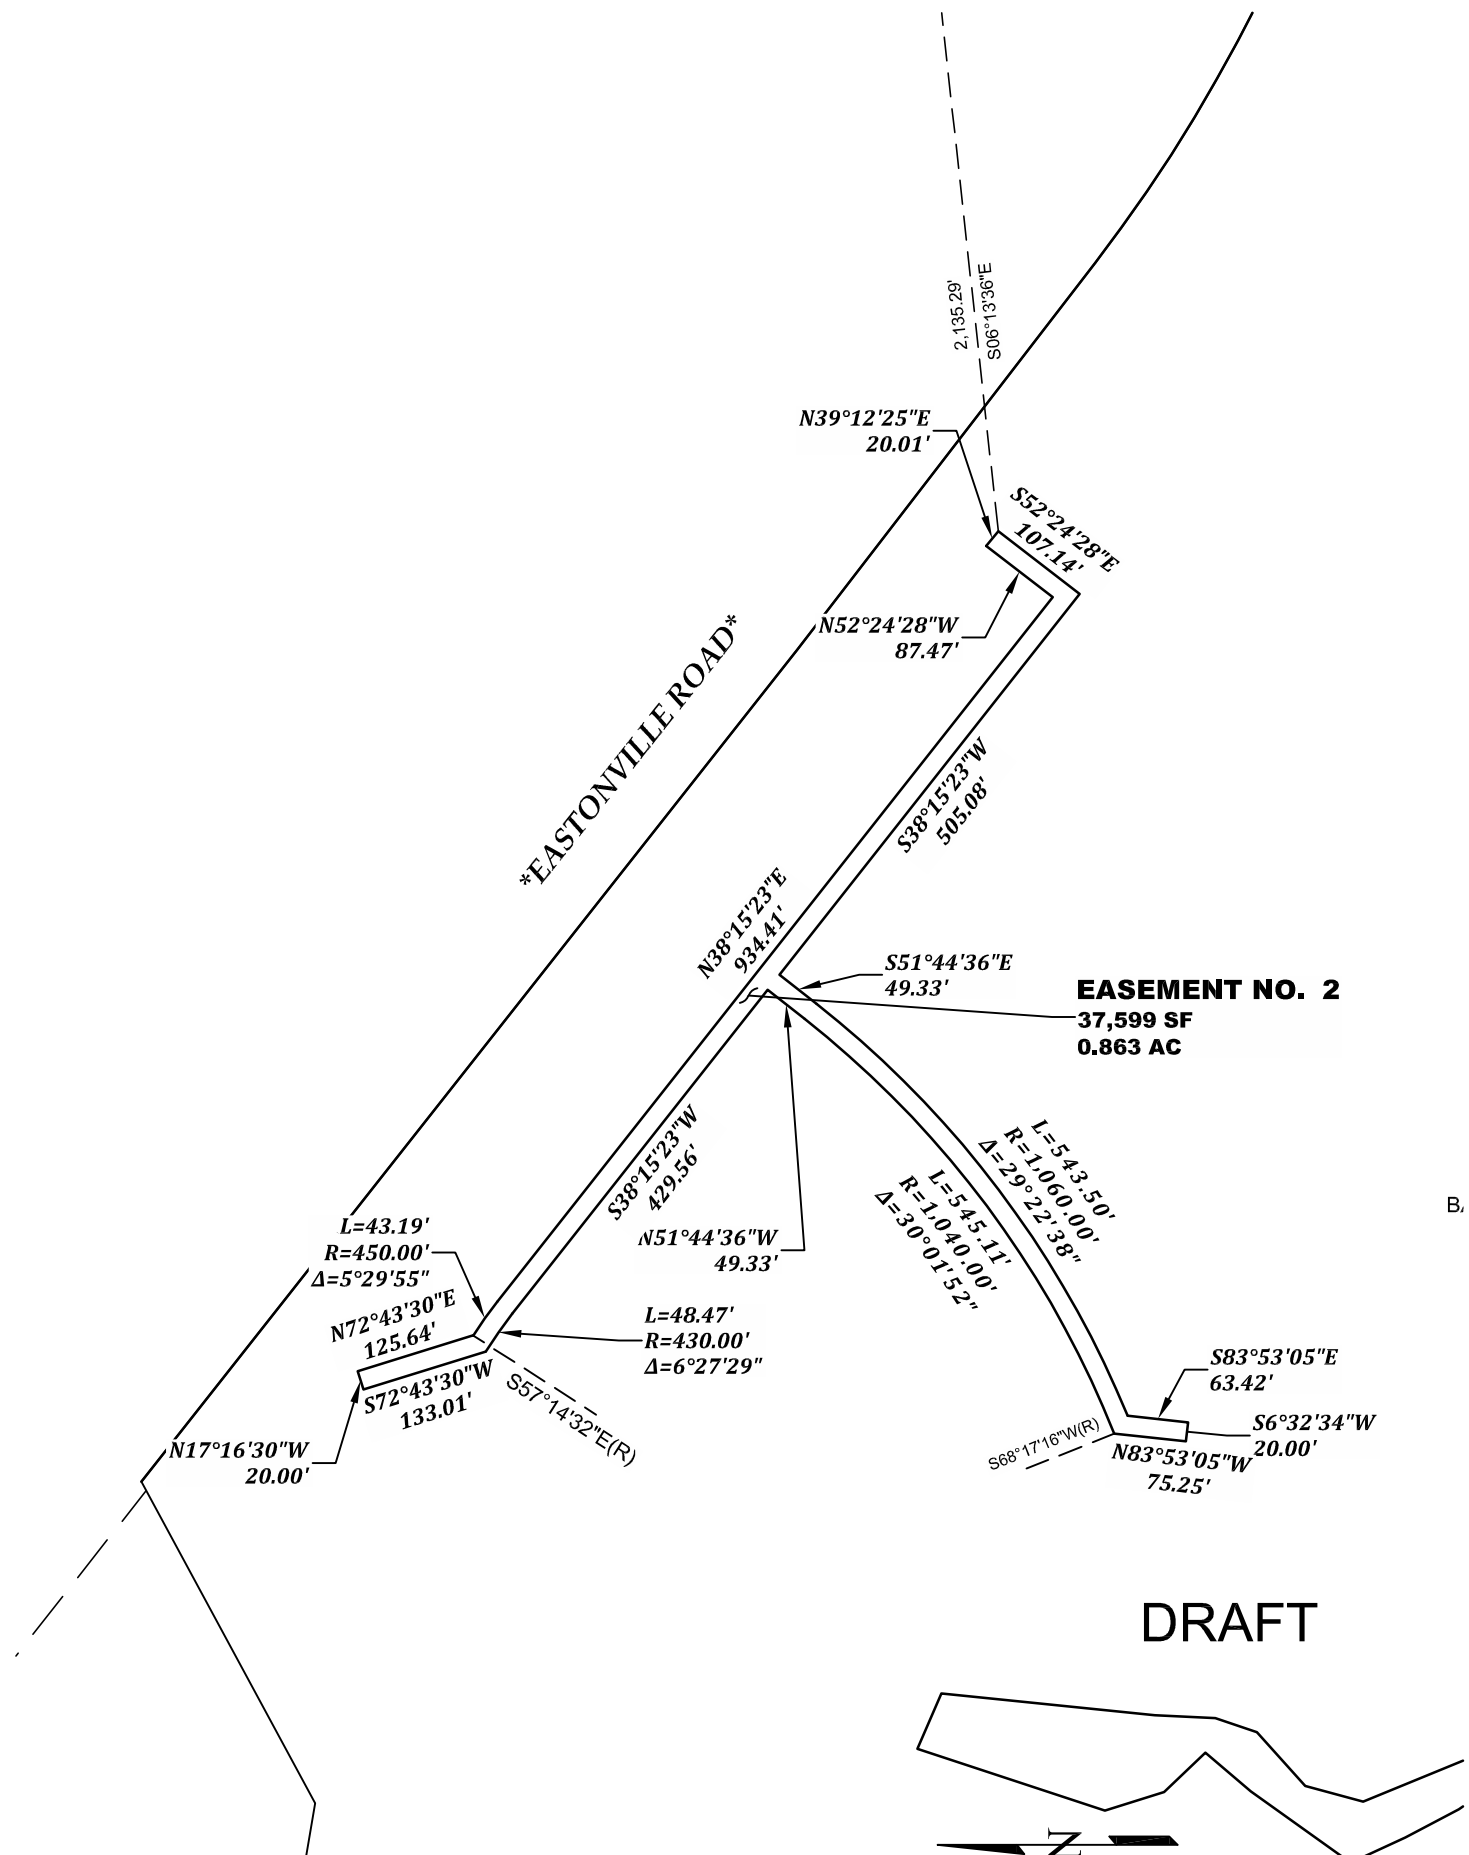 2,135.29'
S06°13'36"E
N39°12'25"E
20.01'
S52°24'28"E
107.14'
N52°24'28"W
87.47'
*EASTONVILLE ROAD*
S38°15'23"W
505.08'
N38°15'23"E
934.41'
S51°44'36"E
49.33'
EASEMENT NO. 2
37,599 SF
0.863 AC
S38°15'23"W
429.56'
L=543.50'
R=1,060.00'
Δ=29°22'38"
L=545.11'
R=1,040.00'
Δ=30°01'52"
N51°44'36"W
49.33'
L=43.19'
R=450.00'
Δ=5°29'55"
N72°43'30"E
125.64'
L=48.47'
R=430.00'
Δ=6°27'29"
S72°43'30"W
133.01'
S57°14'32"E(R)
N17°16'30"W
20.00'
S83°53'05"E
63.42'
S6°32'34"W
20.00'
S68°17'16"W(R)
N83°53'05"W
75.25'
DRAFT
N